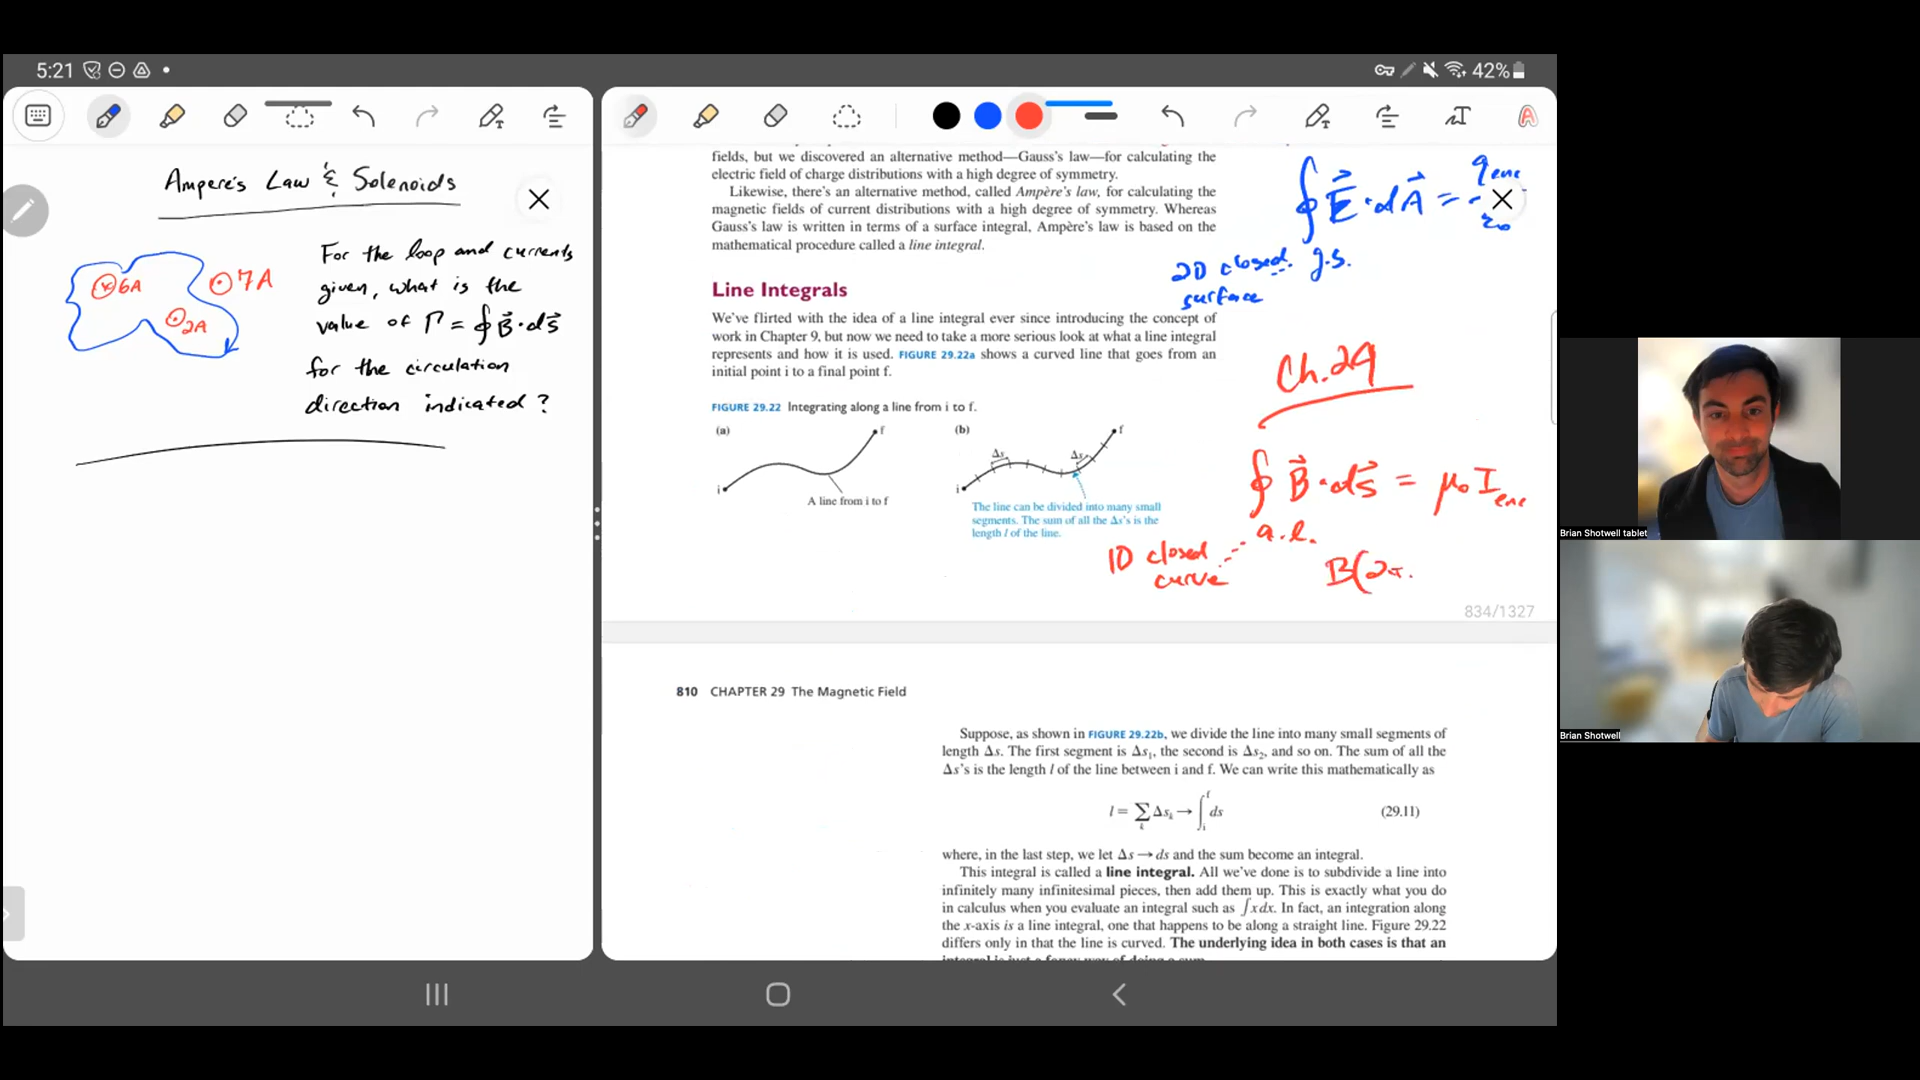 5:21
42%
Ampere's Law & Solenoids
⊗6A
⊙7A
⊙2A
For the loop and currents
given, what is the
value of Γ = ∮B⃗·ds⃗
for the circulation
direction indicated?
fields, but we discovered an alternative method—Gauss's law—for calculating the
electric field of charge distributions with a high degree of symmetry.
Likewise, there's an alternative method, called Ampère's law, for calculating the
magnetic fields of current distributions with a high degree of symmetry. Whereas
Gauss's law is written in terms of a surface integral, Ampère's law is based on the
mathematical procedure called a line integral.
∮E⃗·dA⃗ = qenc
ε₀
2D closed g.s.
surface
Line Integrals
We've flirted with the idea of a line integral ever since introducing the concept of
work in Chapter 9, but now we need to take a more serious look at what a line integral
represents and how it is used. FIGURE 29.22a shows a curved line that goes from an
initial point i to a final point f.
Ch.29
FIGURE 29.22 Integrating along a line from i to f.
(a)
f
i
A line from i to f
(b)
f
Δs
Δs
i
The line can be divided into many small
segments. The sum of all the Δs's is the
length l of the line.
∮B⃗·ds⃗ = μ₀ Ienc
a.l.
1D closed
curve
B(2π
834/1327
810 CHAPTER 29 The Magnetic Field
Suppose, as shown in FIGURE 29.22b, we divide the line into many small segments of
length Δs. The first segment is Δs₁, the second is Δs₂, and so on. The sum of all the
Δs's is the length l of the line between i and f. We can write this mathematically as
l = ∑ₖ Δsₖ → ∫ᵢᶠ ds (29.11)
where, in the last step, we let Δs → ds and the sum become an integral.
This integral is called a line integral. All we've done is to subdivide a line into
infinitely many infinitesimal pieces, then add them up. This is exactly what you do
in calculus when you evaluate an integral such as ∫x dx. In fact, an integration along
the x-axis is a line integral, one that happens to be along a straight line. Figure 29.22
differs only in that the line is curved. The underlying idea in both cases is that an
integral is just a fancy way of doing a sum.
Brian Shotwell tablet
Brian Shotwell